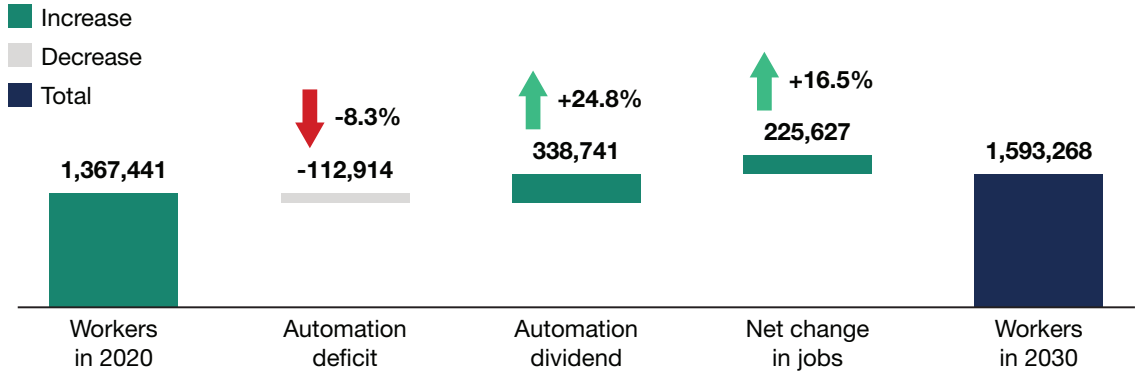 Increase
Decrease
Total
-8.3%
+24.8%
+16.5%
1,367,441
-112,914
338,741
225,627
1,593,268
Workers
in 2020
Automation
deficit
Automation
dividend
Net change
in jobs
Workers
in 2030